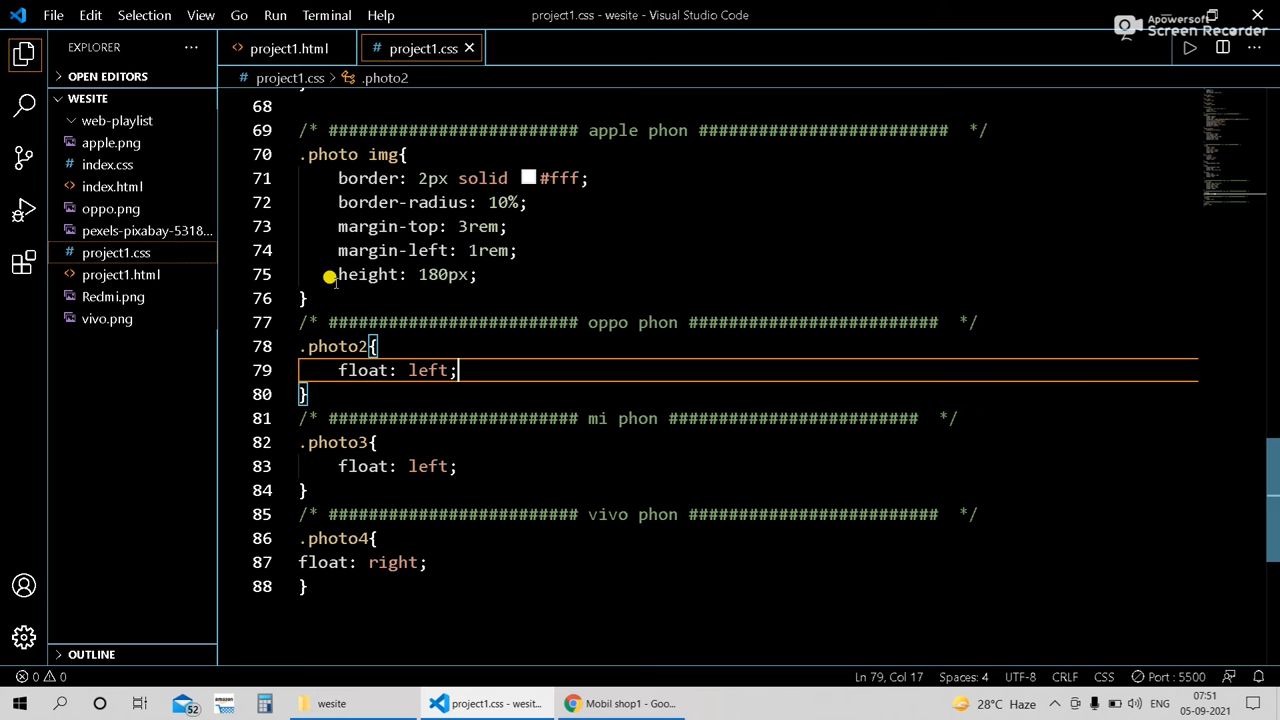 File Edit Selection View Go Run Terminal Help project1.css - wesite - Visual Studio Code
Apowersoft
Screen Recorder
EXPLORER
project1.html
# project1.css
OPEN EDITORS
# project1.css > .photo2
WESITE
web-playlist
apple.png
# index.css
index.html
oppo.png
pexels-pixabay-5318...
# project1.css
project1.html
Redmi.png
vivo.png
OUTLINE
68
69 /* ######################### apple phon ######################### */
70 .photo img{
71 border: 2px solid #fff;
72 border-radius: 10%;
73 margin-top: 3rem;
74 margin-left: 1rem;
75 height: 180px;
76 }
77 /* ######################### oppo phon ######################### */
78 .photo2{
79 float: left;
80 }
81 /* ######################### mi phon ######################### */
82 .photo3{
83 float: left;
84 }
85 /* ######################### vivo phon ######################### */
86 .photo4{
87 float: right;
88 }
0 0 Ln 79, Col 17 Spaces: 4 UTF-8 CRLF CSS Port : 5500
52 amazon wesite project1.css - wesit... Mobil shop1 - Goo... 28°C Haze 07:51
05-09-2021